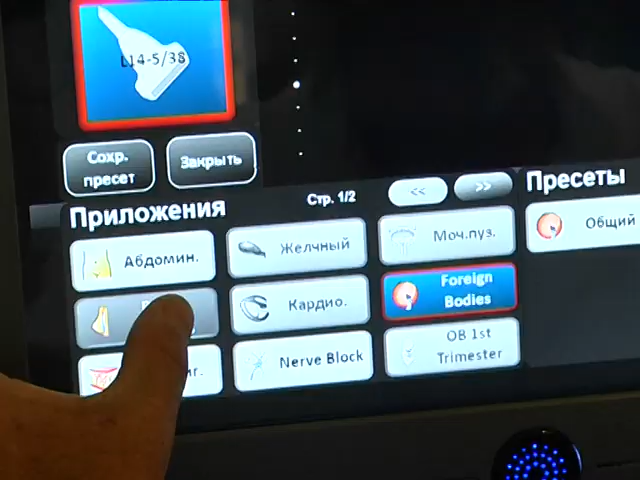 L14-5/38
Сохр.
пресет
Закрыть
Приложения
Стр. 1/2
<<
>>
Пресеты
Абдомин.
Желчный
Моч.пуз.
Общий
Кардио.
Foreign
Bodies
Nerve Block
OB 1st
Trimester